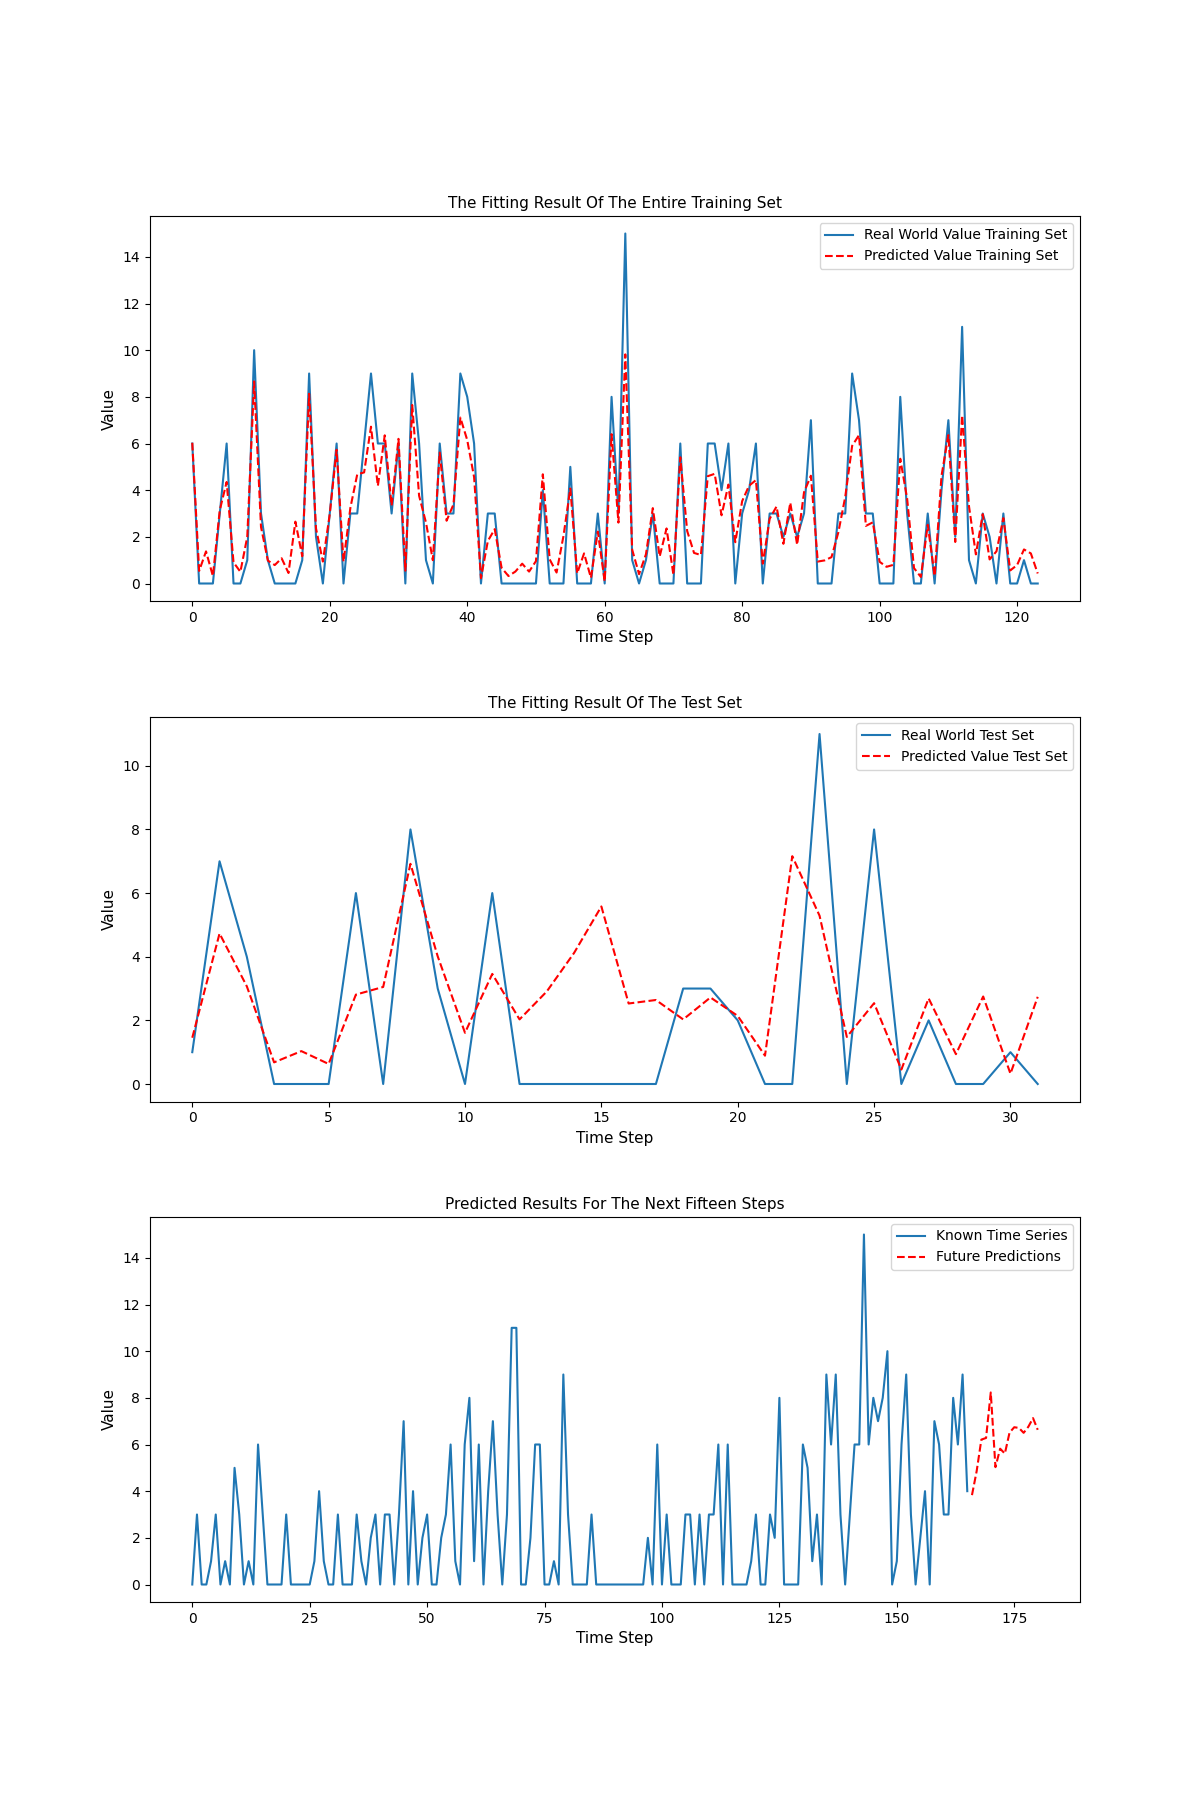 The Fitting Result Of The Entire Training Set
Real World Value Training Set
Predicted Value Training Set
Value
14
12
10
8
6
4
2
0
0 20 40 60 80 100 120
Time Step
The Fitting Result Of The Test Set
Real World Test Set
Predicted Value Test Set
Value
10
8
6
4
2
0
0 5 10 15 20 25 30
Time Step
Predicted Results For The Next Fifteen Steps
Known Time Series
Future Predictions
Value
14
12
10
8
6
4
2
0
0 25 50 75 100 125 150 175
Time Step